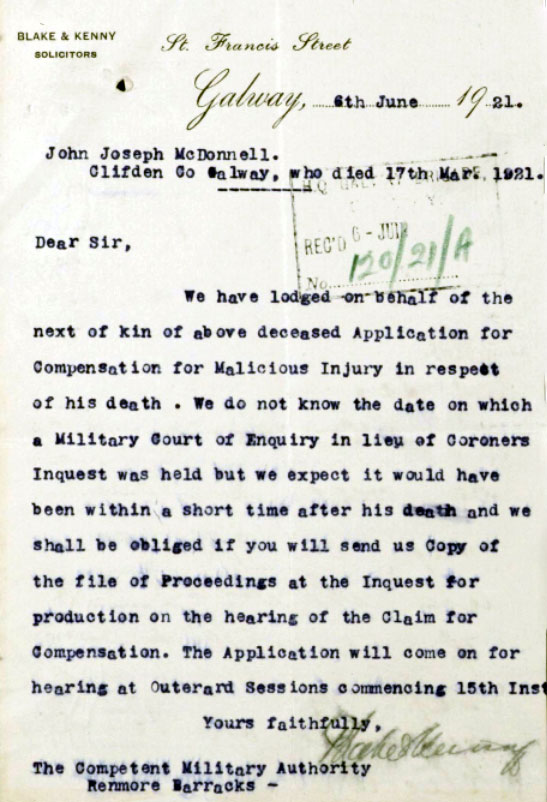 BLAKE & KENNY
SOLICITORS
St. Francis Street
Galway, 6th June 1921.
John Joseph McDonnell.
Clifden Co Galway, who died 17th Mar. 1921.
H.Q. GALWAY BRIGADE,
REC'D 6 - JUN
No. 120/21/A
Dear Sir,
We have lodged on behalf of the
next of kin of above deceased Application for
Compensation for Malicious Injury in respect
of his death . We do not know the date on which
a Military Court of Enquiry in lieu of Coroners
Inquest was held but we expect it would have
been within a short time after his death and we
shall be obliged if you will send us Copy of
the file of Proceedings at the Inquest for
production on the hearing of the Claim for
Compensation. The Application will come on for
hearing at Outerard Sessions commencing 15th Inst
Yours faithfully,
Blake & Kenny
The Competent Military Authority
Renmore Barracks -